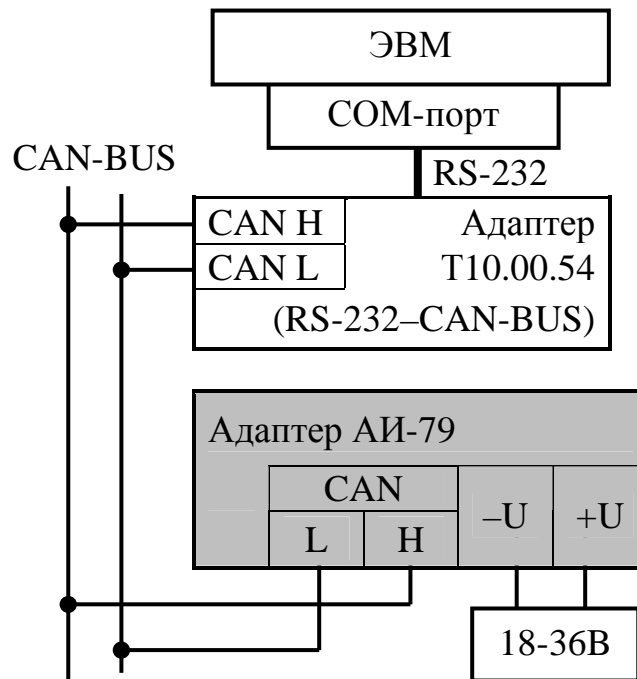 ЭВМ
COM-порт
CAN-BUS
RS-232
CAN H
Адаптер
CAN L
T10.00.54
(RS-232–CAN-BUS)
Адаптер АИ-79
CAN
–U
+U
L
H
18-36В